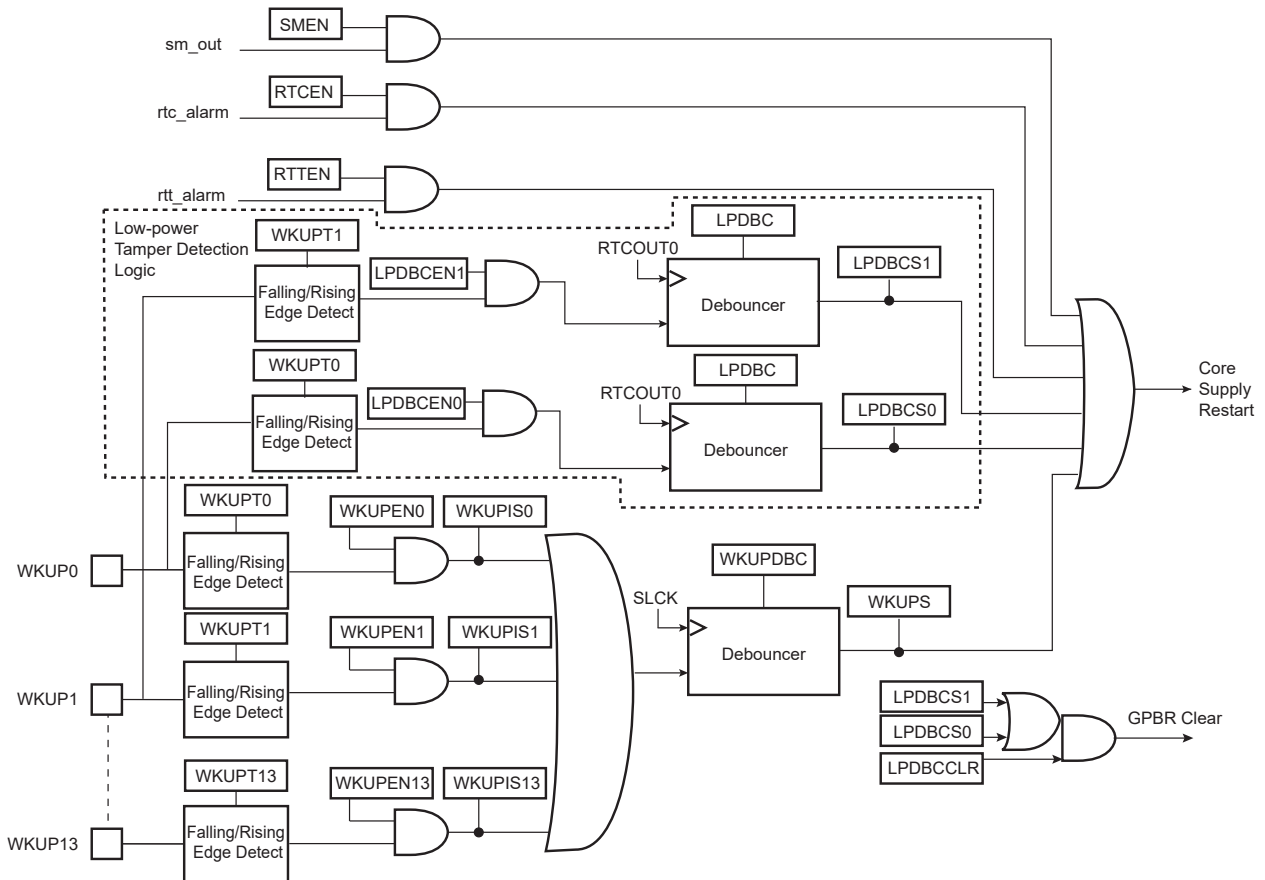 SMEN
sm_out
RTCEN
rtc_alarm
RTTEN
rtt_alarm
Low-power
Tamper Detection
Logic
WKUPT1
Falling/Rising
Edge Detect
LPDBCEN1
RTCOUT0
LPDBC
Debouncer
LPDBCS1
WKUPT0
Falling/Rising
Edge Detect
LPDBCEN0
RTCOUT0
LPDBC
Debouncer
LPDBCS0
Core
Supply
Restart
WKUP0
WKUPT0
Falling/Rising
Edge Detect
WKUPEN0
WKUPIS0
WKUP1
WKUPT1
Falling/Rising
Edge Detect
WKUPEN1
WKUPIS1
SLCK
WKUPDBC
Debouncer
WKUPS
WKUP13
WKUPT13
Falling/Rising
Edge Detect
WKUPEN13
WKUPIS13
LPDBCS1
LPDBCS0
LPDBCCLR
GPBR Clear